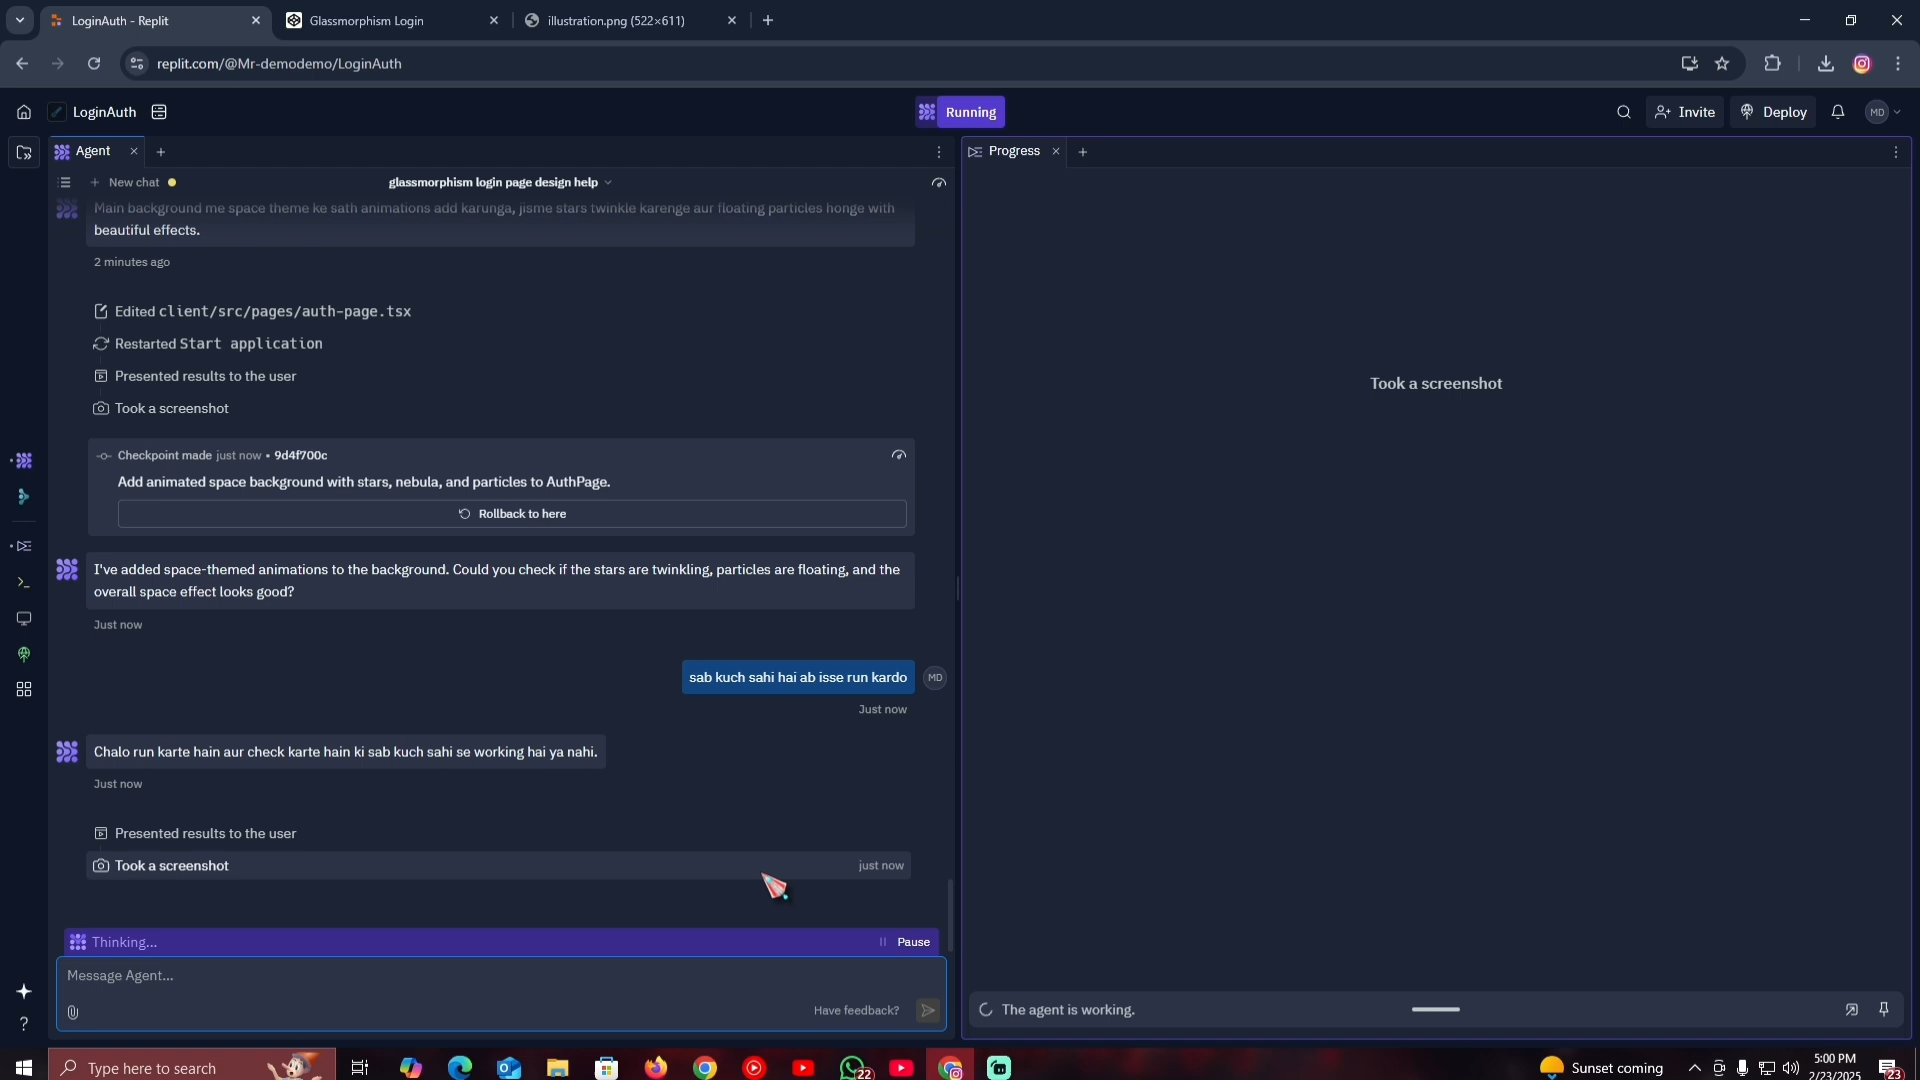 LoginAuth - Replit
Glassmorphism Login
illustration.png (522×611)
replit.com/@Mr-demodemo/LoginAuth
LoginAuth
Running
Invite
Deploy
MD
Agent
Progress
New chat
glassmorphism login page design help
Main background me space theme ke sath animations add karunga, jisme stars twinkle karenge aur floating particles honge with
beautiful effects.
2 minutes ago
Edited client/src/pages/auth-page.tsx
Restarted Start application
Presented results to the user
Took a screenshot
Took a screenshot
Checkpoint made just now • 9d4f700c
Add animated space background with stars, nebula, and particles to AuthPage.
Rollback to here
I've added space-themed animations to the background. Could you check if the stars are twinkling, particles are floating, and the
overall space effect looks good?
Just now
sab kuch sahi hai ab isse run kardo
MD
Just now
Chalo run karte hain aur check karte hain ki sab kuch sahi se working hai ya nahi.
Just now
Presented results to the user
Took a screenshot
just now
Thinking...
Pause
Message Agent...
Have feedback?
The agent is working.
Type here to search
22
Sunset coming
5:00 PM
2/23/2025
23